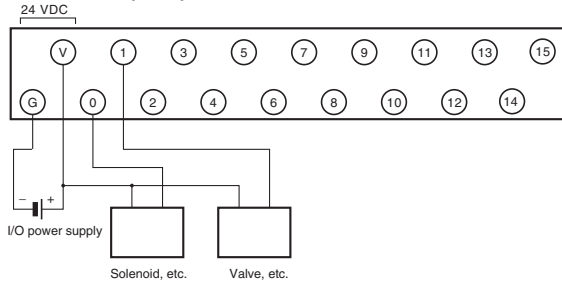 24 VDC
V 1 3 5 7 9 11 13 15
G 0 2 4 6 8 10 12 14
− +
I/O power supply
Solenoid, etc. Valve, etc.